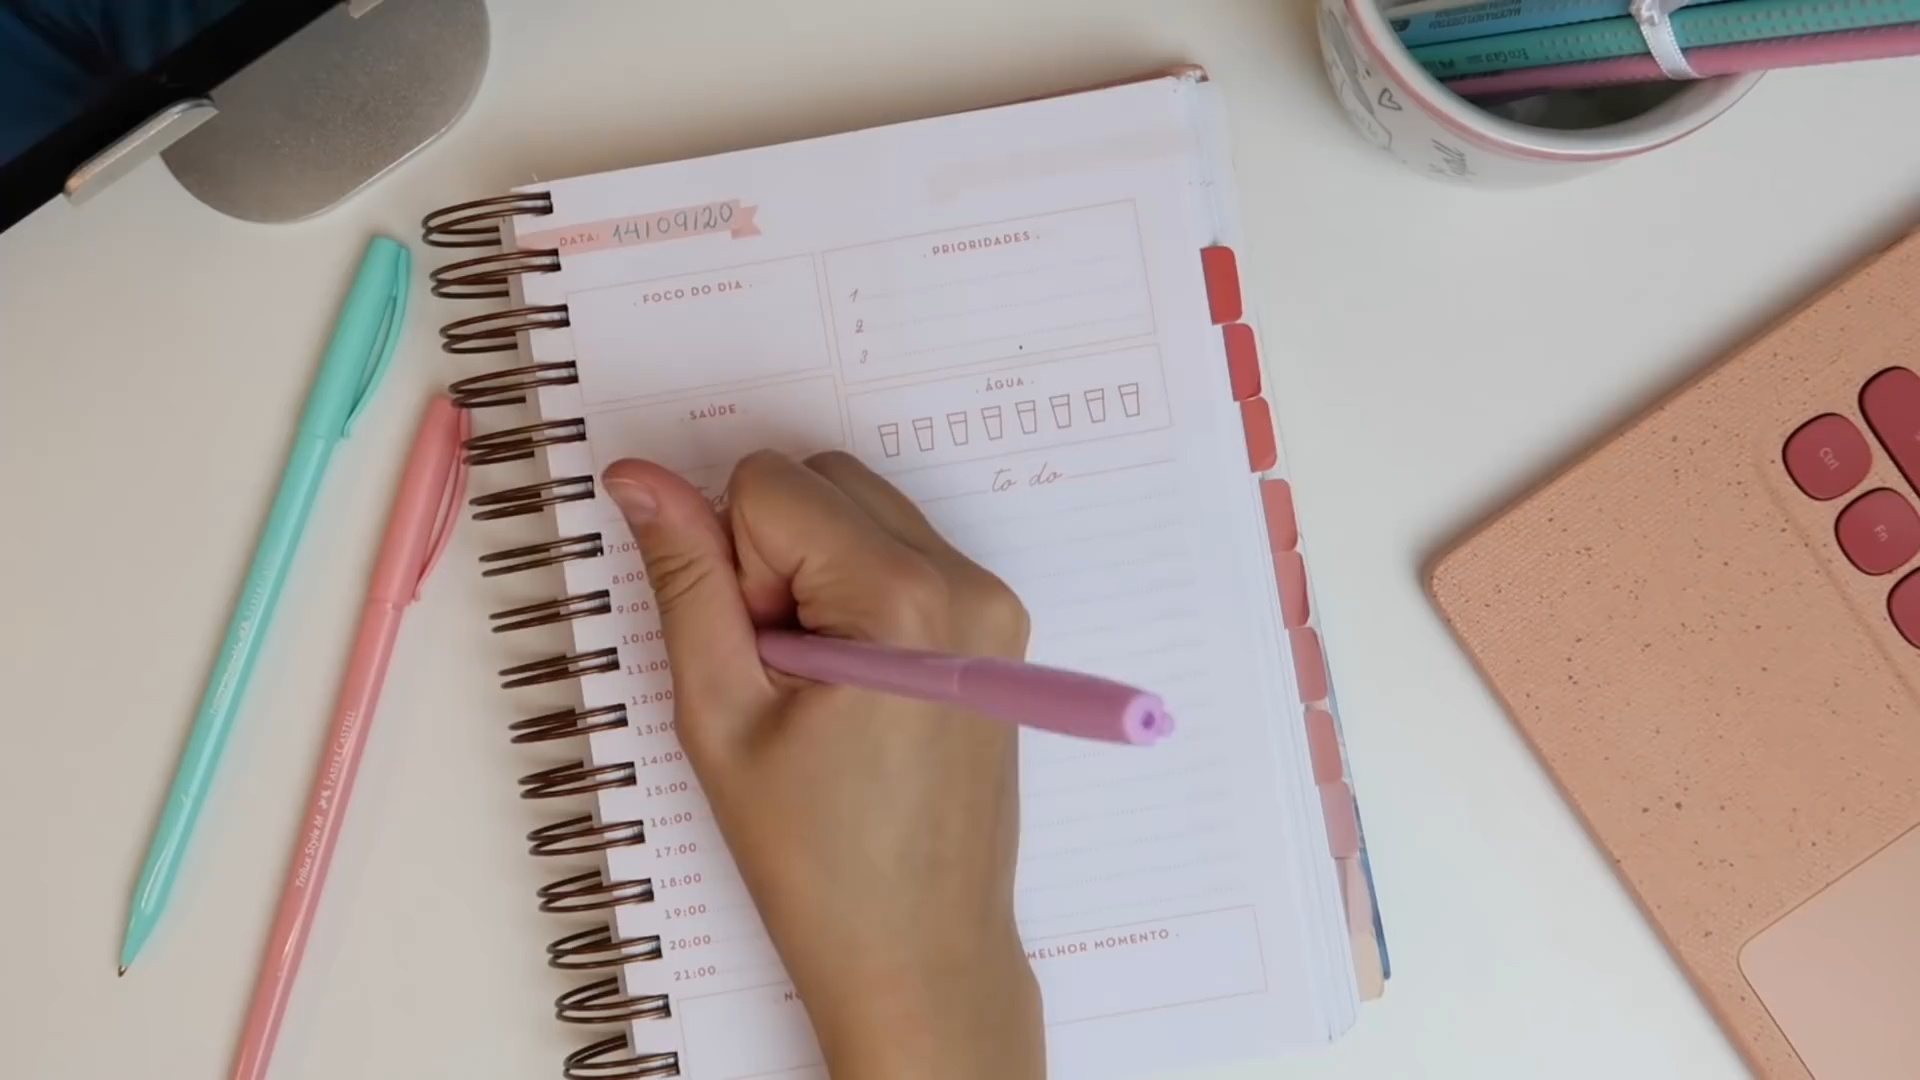 DATA: 14/09/20
. FOCO DO DIA .
. PRIORIDADES .
1
2
3
. SAÚDE .
. ÁGUA .
to do
7:00
8:00
9:00
10:00
11:00
12:00
13:00
14:00
15:00
16:00
17:00
18:00
19:00
20:00
21:00
MELHOR MOMENTO .
Trilux Style M FABER CASTELL
Ctrl
Fn